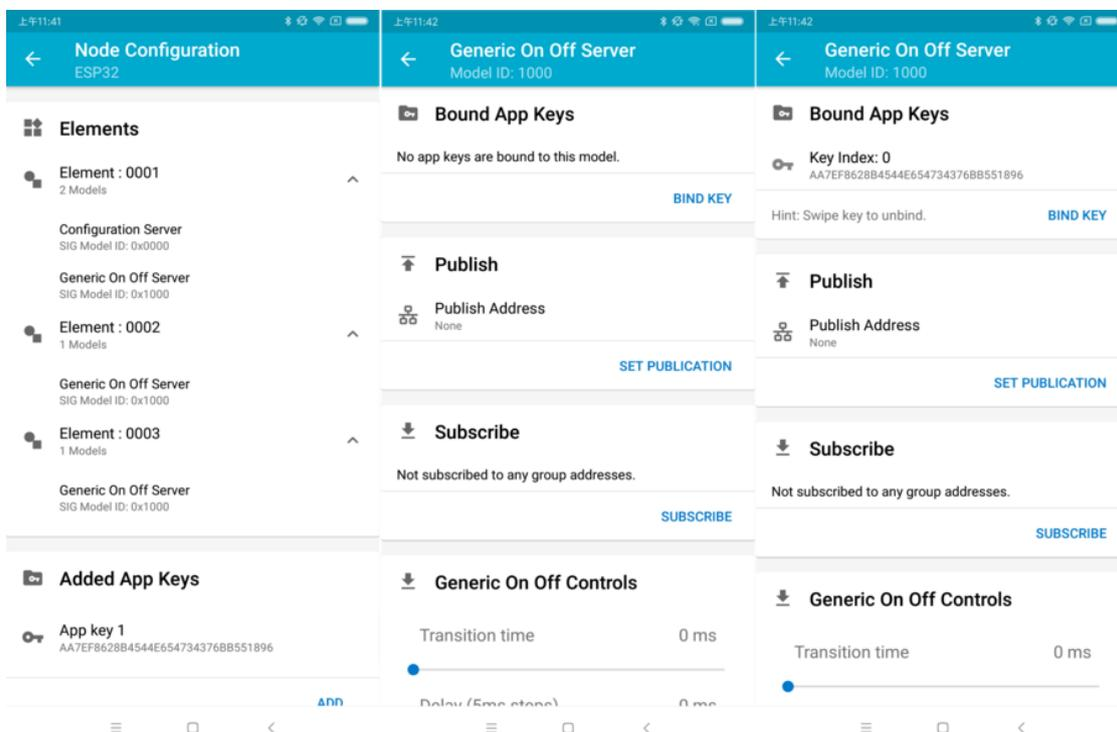 上午11:41
Node Configuration
ESP32
Elements
Element : 0001
2 Models
Configuration Server
SIG Model ID: 0x0000
Generic On Off Server
SIG Model ID: 0x1000
Element : 0002
1 Models
Generic On Off Server
SIG Model ID: 0x1000
Element : 0003
1 Models
Generic On Off Server
SIG Model ID: 0x1000
Added App Keys
App key 1
AA7EF8628B4544E654734376BB551896
ADD
上午11:42
Generic On Off Server
Model ID: 1000
Bound App Keys
No app keys are bound to this model.
BIND KEY
Publish
Publish Address
None
SET PUBLICATION
Subscribe
Not subscribed to any group addresses.
SUBSCRIBE
Generic On Off Controls
Transition time 0 ms
Delay (5ms steps) 0 ms
上午11:42
Generic On Off Server
Model ID: 1000
Bound App Keys
Key Index: 0
AA7EF8628B4544E654734376BB551896
Hint: Swipe key to unbind.
BIND KEY
Publish
Publish Address
None
SET PUBLICATION
Subscribe
Not subscribed to any group addresses.
SUBSCRIBE
Generic On Off Controls
Transition time 0 ms